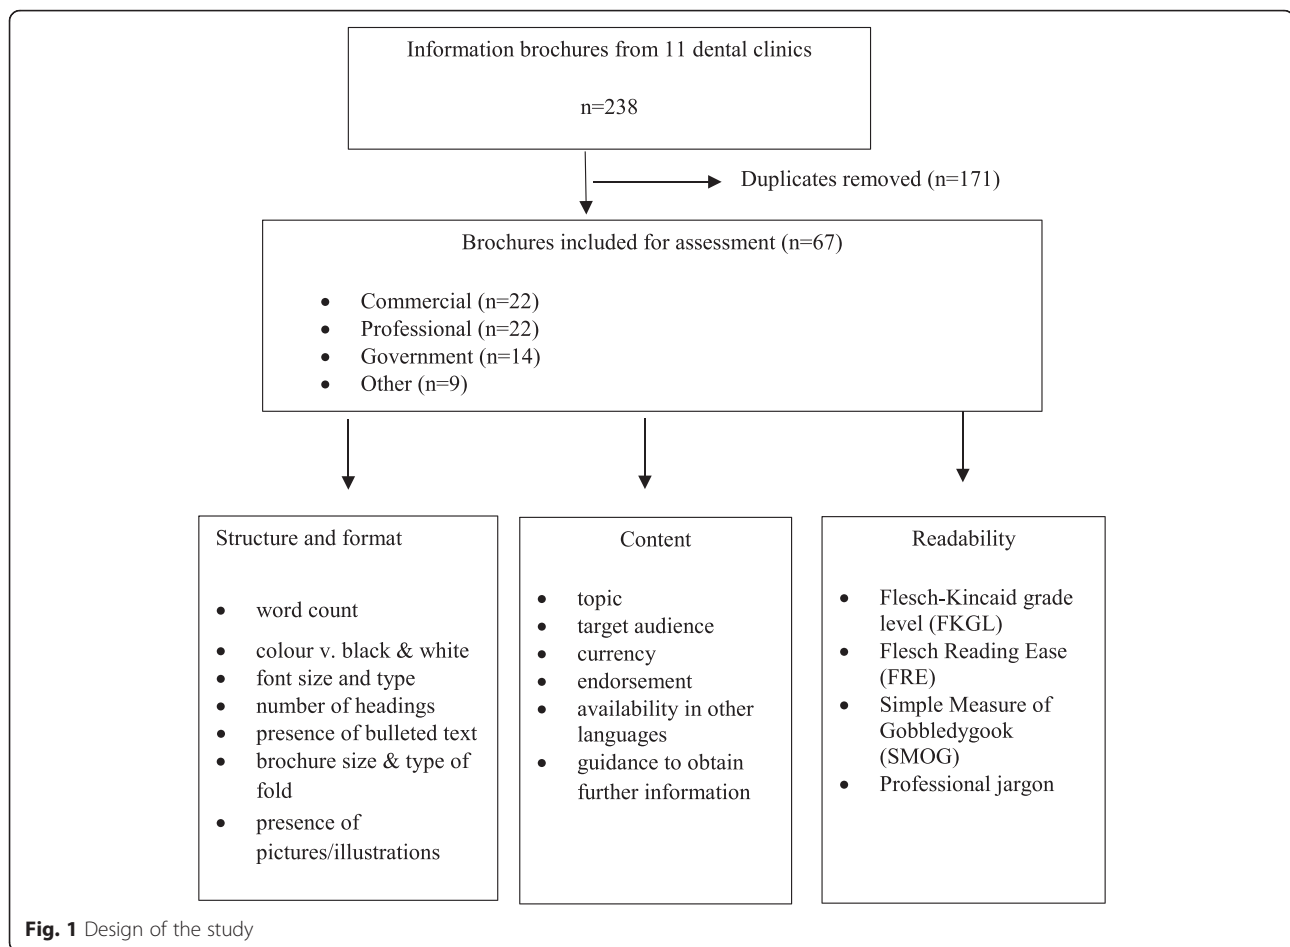 Information brochures from 11 dental clinics
n=238
Duplicates removed (n=171)
Brochures included for assessment (n=67)
• Commercial (n=22)
• Professional (n=22)
• Government (n=14)
• Other (n=9)
Structure and format
• word count
• colour v. black & white
• font size and type
• number of headings
• presence of bulleted text
• brochure size & type of
fold
• presence of
pictures/illustrations
Content
• topic
• target audience
• currency
• endorsement
• availability in other
languages
• guidance to obtain
further information
Readability
• Flesch-Kincaid grade
level (FKGL)
• Flesch Reading Ease
(FRE)
• Simple Measure of
Gobbledygook
(SMOG)
• Professional jargon
Fig. 1 Design of the study